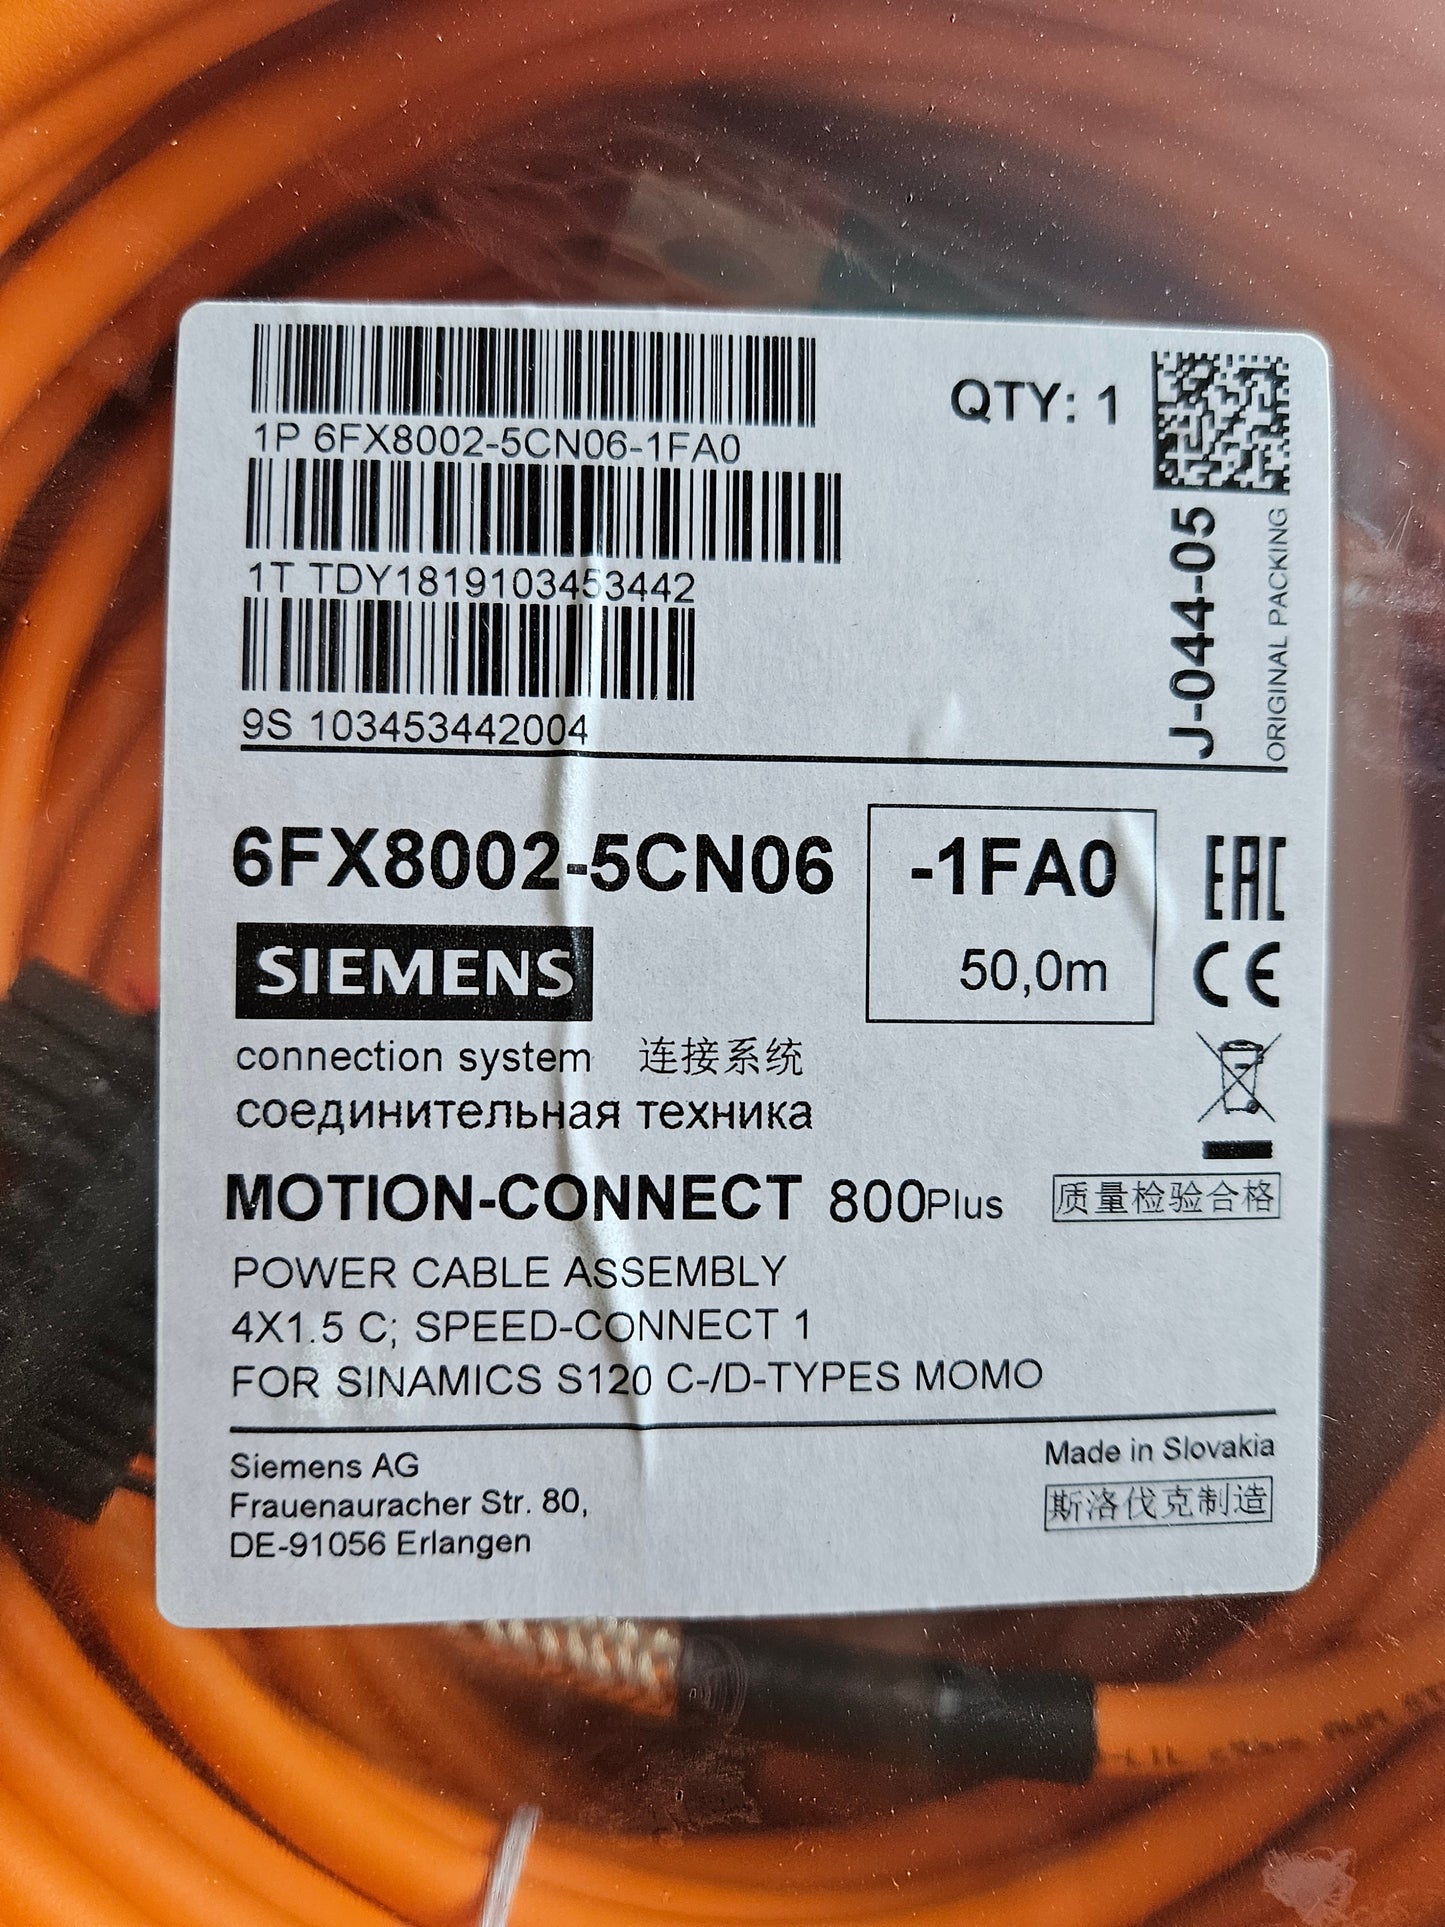 1P 6FX8002-5CN06-1FA0
QTY: 1
1T TDY1819103453442
9S 103453442004
J-044-05
ORIGINAL PACKING
6FX8002-5CN06
-1FA0
50,0m
EAC
CE
SIEMENS
connection system 连接系统
соединительная техника
MOTION-CONNECT 800Plus
质量检验合格
POWER CABLE ASSEMBLY
4X1.5 C; SPEED-CONNECT 1
FOR SINAMICS S120 C-/D-TYPES MOMO
Siemens AG
Frauenauracher Str. 80,
DE-91056 Erlangen
Made in Slovakia
斯洛伐克制造